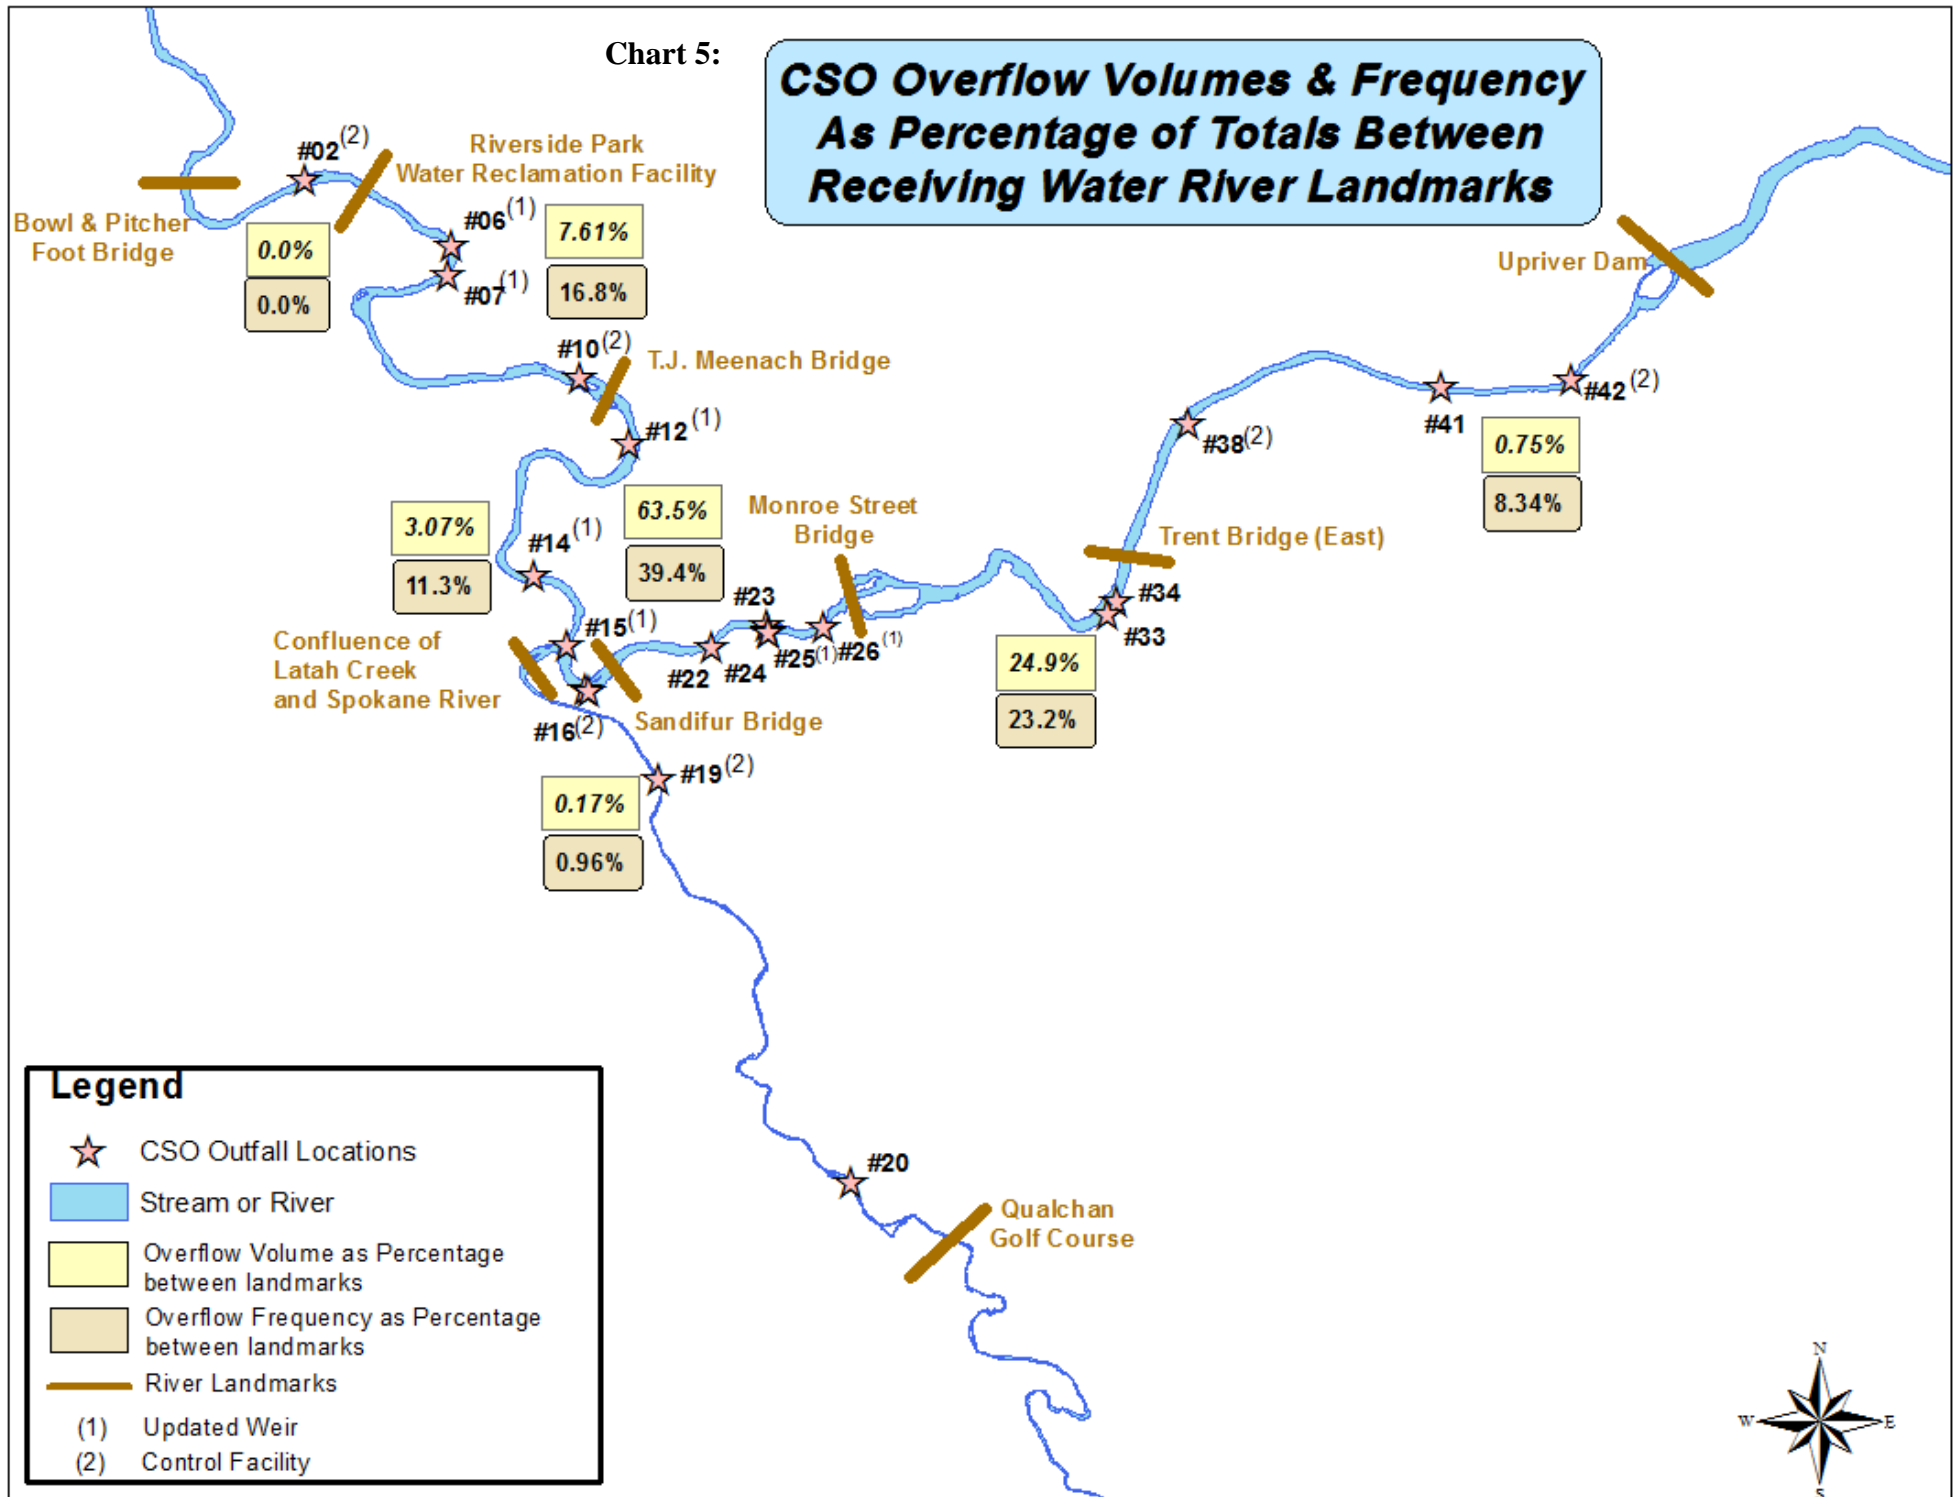 Chart 5:
CSO Overflow Volumes & Frequency
As Percentage of Totals Between
Receiving Water River Landmarks
#02(2)
Riverside Park
Water Reclamation Facility
Bowl & Pitcher
Foot Bridge
0.0%
0.0%
#06(1)
#07(1)
7.61%
16.8%
Upriver Dam
#10(2)
T.J. Meenach Bridge
#12(1)
#42(2)
#41
#38(2)
0.75%
8.34%
3.07%
11.3%
#14(1)
63.5%
39.4%
Monroe Street
Bridge
Trent Bridge (East)
#34
#33
#23
#15(1)
#22
#24
#25(1)
#26(1)
Confluence of
Latah Creek
and Spokane River
24.9%
23.2%
#16(2)
Sandifur Bridge
#19(2)
0.17%
0.96%
#20
Qualchan
Golf Course
Legend
CSO Outfall Locations
Stream or River
Overflow Volume as Percentage
between landmarks
Overflow Frequency as Percentage
between landmarks
River Landmarks
(1) Updated Weir
(2) Control Facility
N
W
E
S